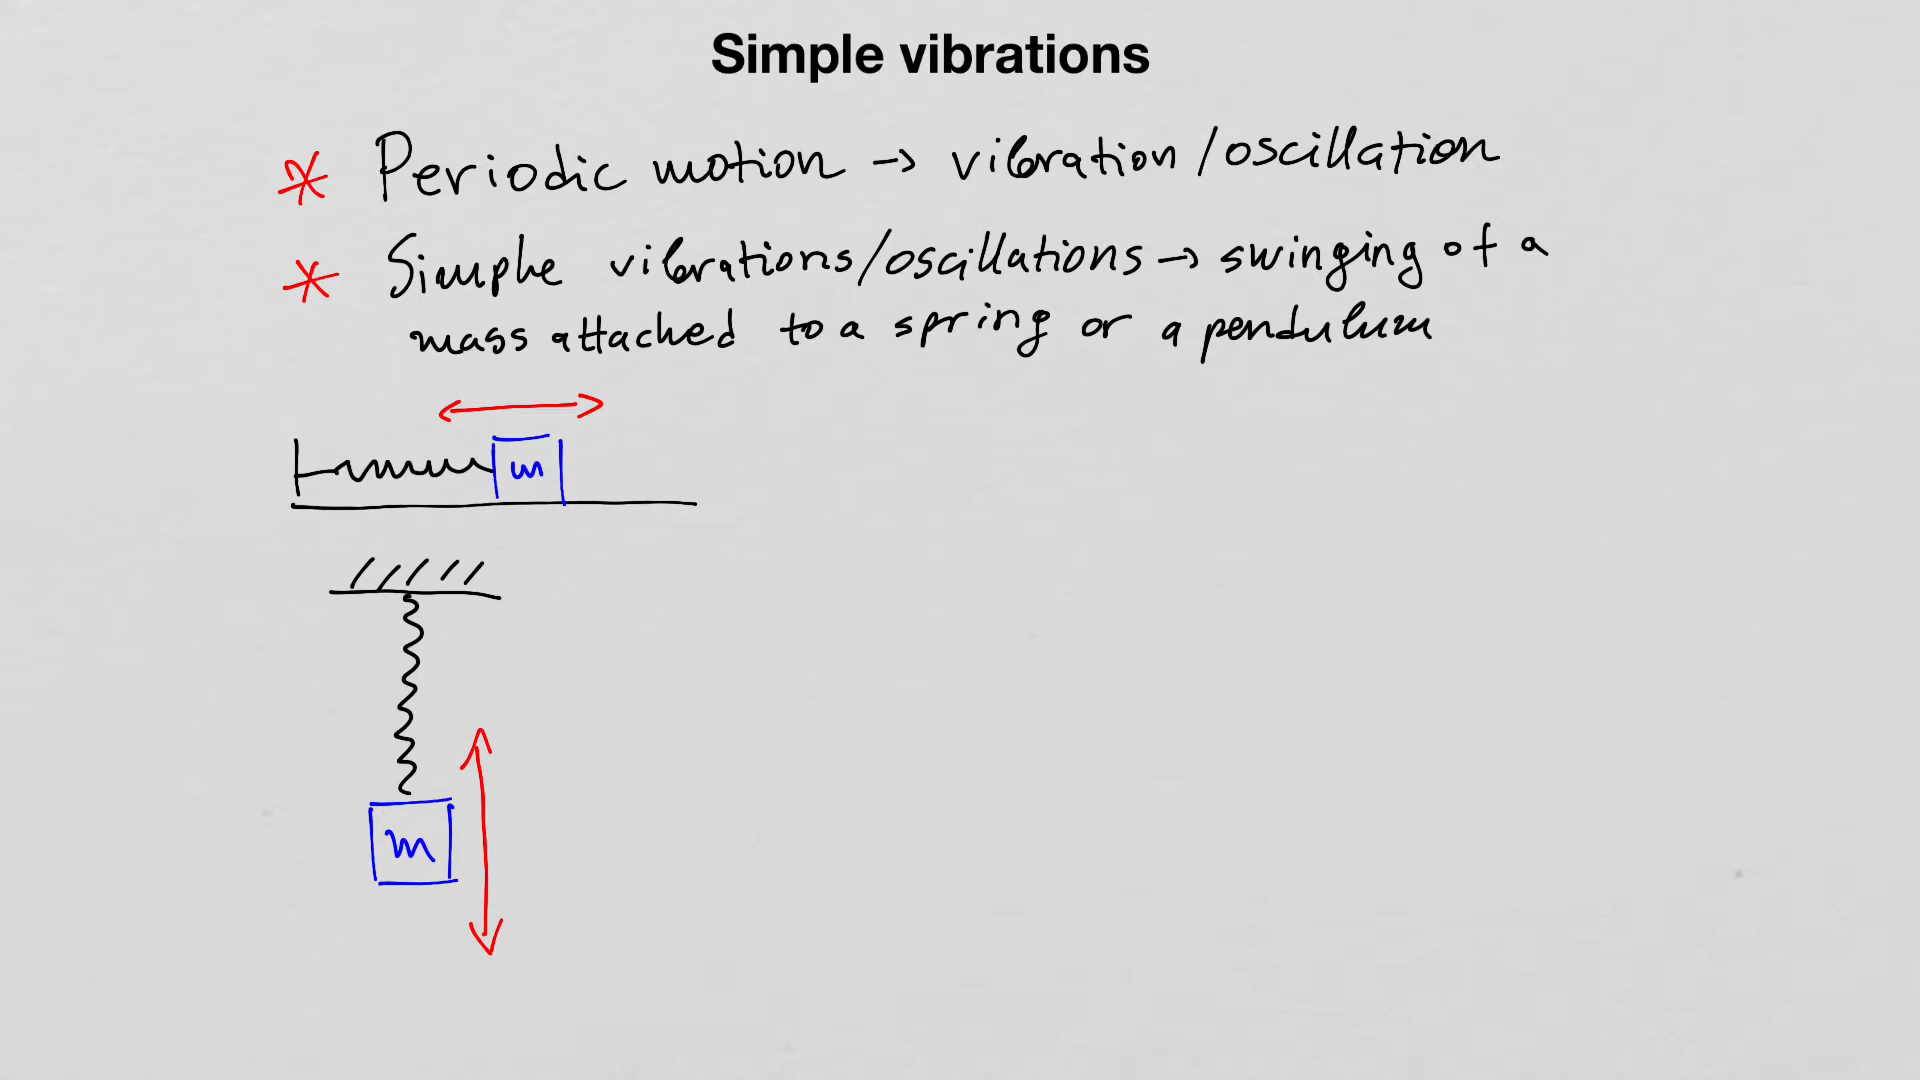 Simple vibrations
* Periodic motion → vibration/oscillation
* Simple vibrations/oscillations → swinging of a
mass attached to a spring or a pendulum
m
m